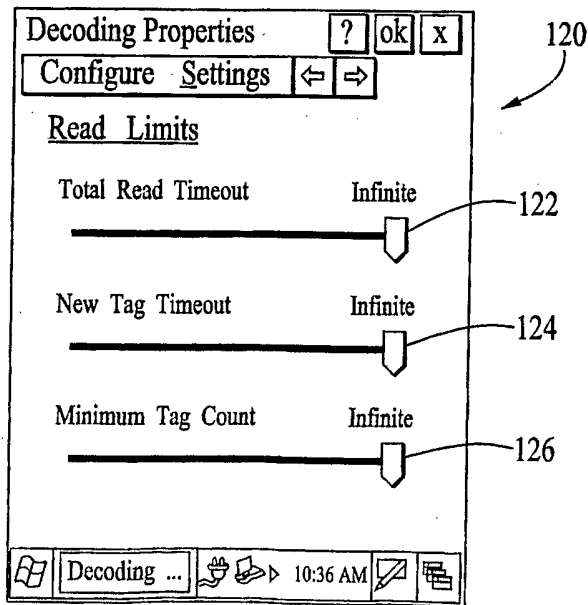 Decoding Properties ? ok x
120
Configure Settings
Read Limits
Total Read Timeout Infinite
122
New Tag Timeout Infinite
124
Minimum Tag Count Infinite
126
Decoding ... 10:36 AM